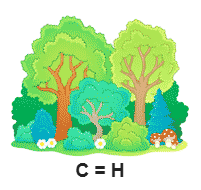 C = H